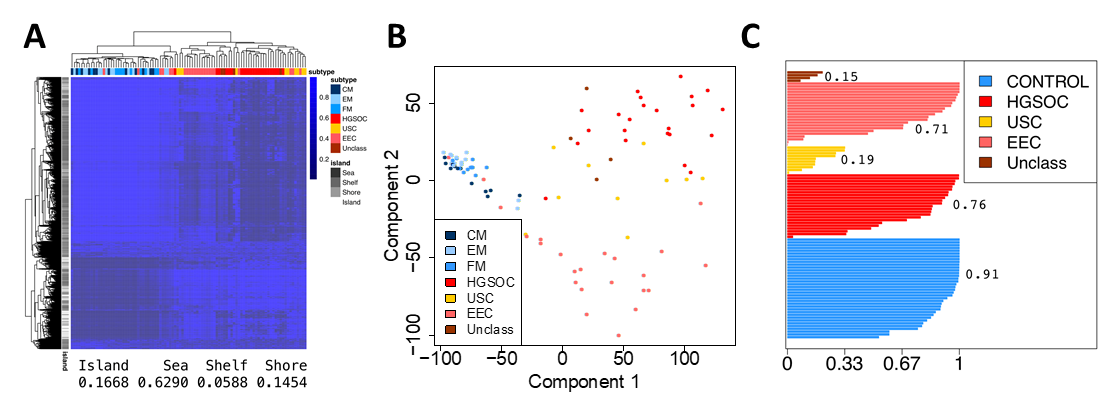 A
subtype
0.8
0.6
0.4
0.2
subtype
CM
EM
FM
HGSOC
USC
EEC
Unclass
island
Sea
Shelf
Shore
Island
island
Island Sea Shelf Shore
0.1668 0.6290 0.0588 0.1454
B
Component 2
50
0
−50
−100
CM
EM
FM
HGSOC
USC
EEC
Unclass
−100 −50 0 50 100
Component 1
C
0.15
0.71
0.19
0.76
0.91
CONTROL
HGSOC
USC
EEC
Unclass
0 0.33 0.67 1